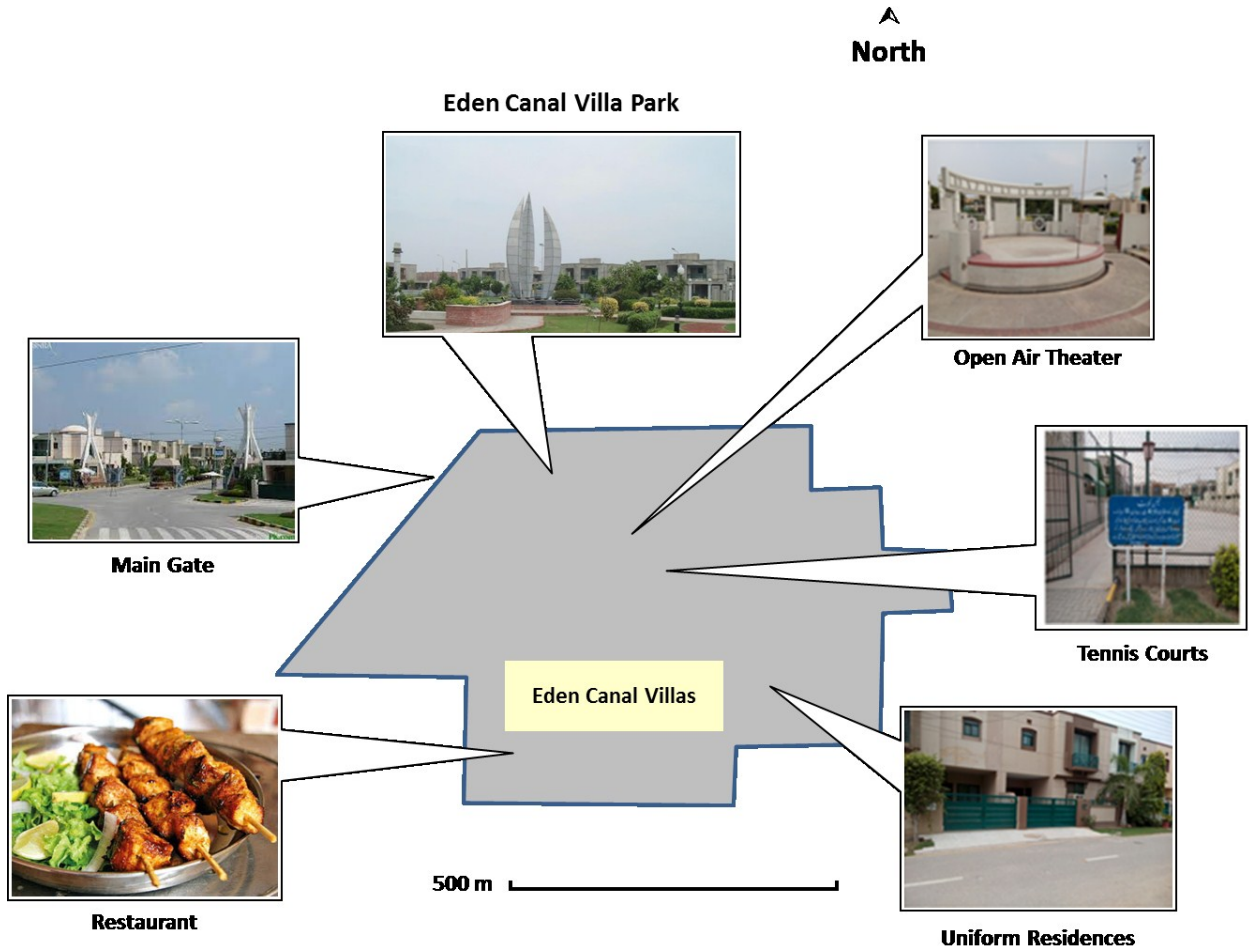 North
Eden Canal Villa Park
Open Air Theater
Main Gate
Tennis Courts
Eden Canal Villas
Restaurant
500 m
Uniform Residences